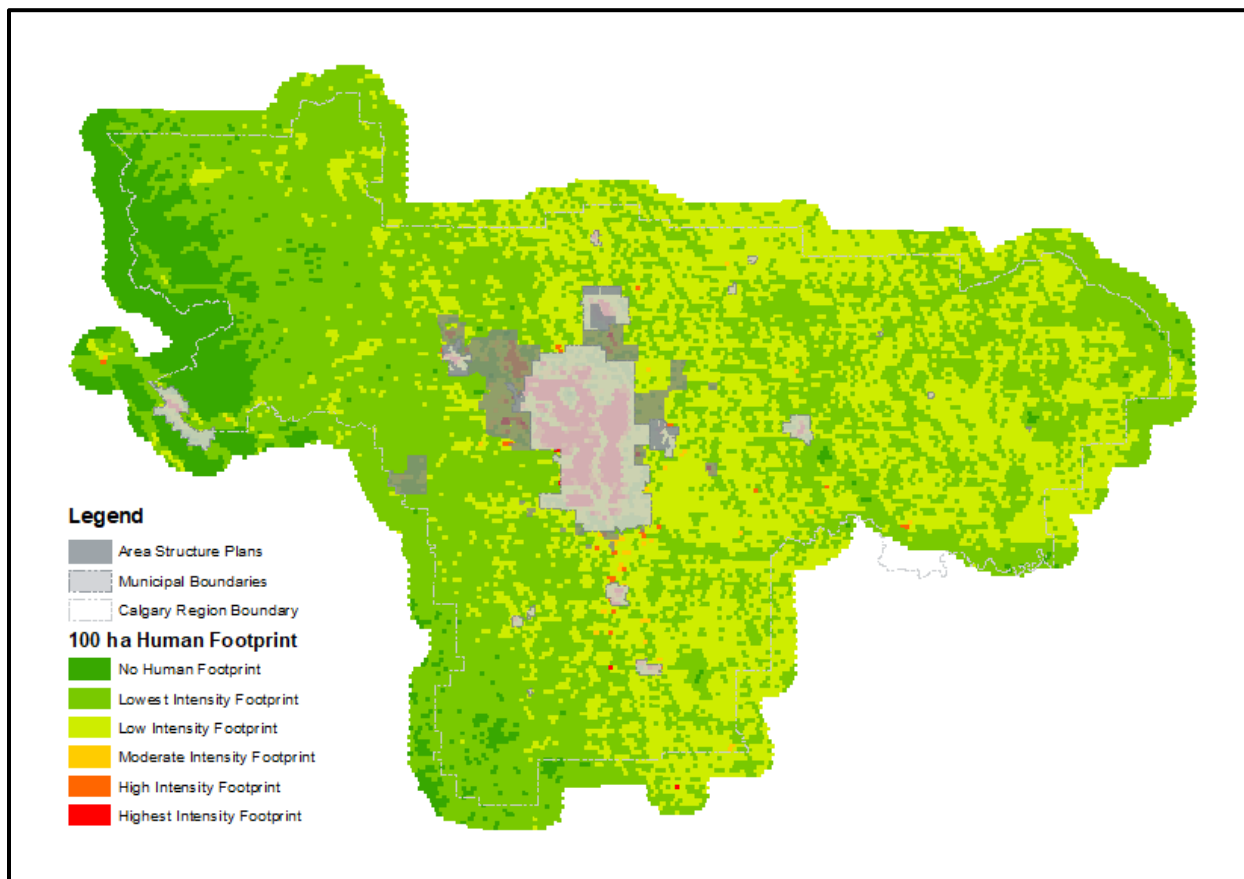 Legend
Area Structure Plans
Municipal Boundaries
Calgary Region Boundary
100 ha Human Footprint
No Human Footprint
Lowest Intensity Footprint
Low Intensity Footprint
Moderate Intensity Footprint
High Intensity Footprint
Highest Intensity Footprint